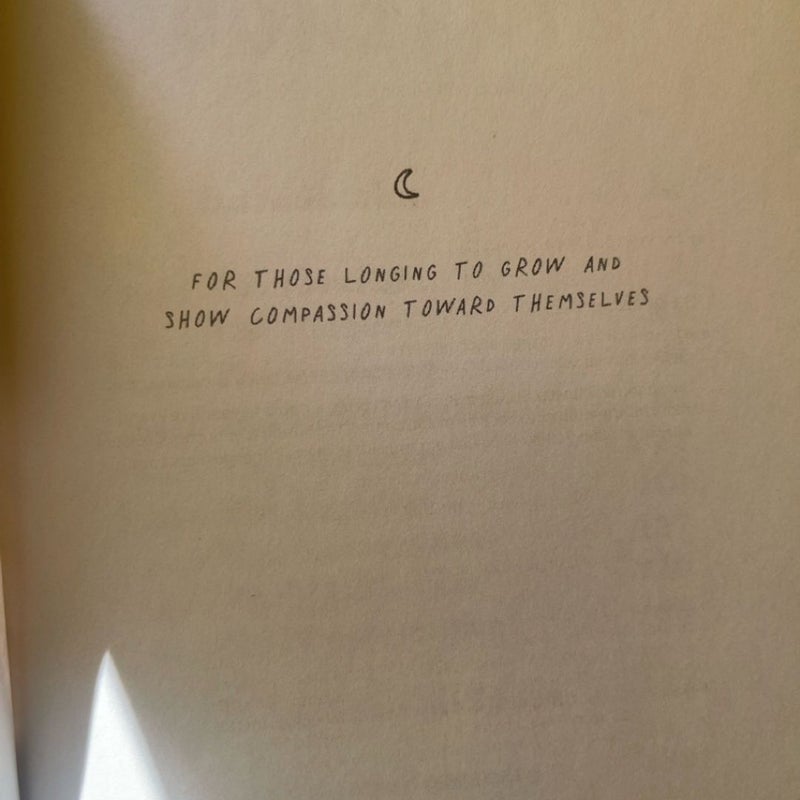 FOR THOSE LONGING TO GROW AND
SHOW COMPASSION TOWARD THEMSELVES